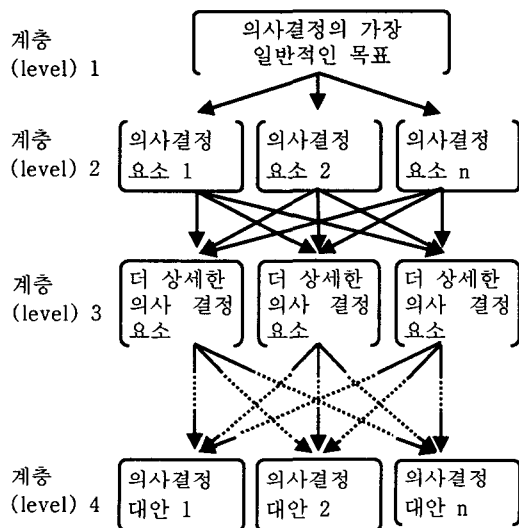 계층
(level) 1
의사결정의 가장
일반적인 목표
계층
(level) 2
의사결정
요소 1
의사결정
요소 2
의사결정
요소 n
계층
(level) 3
더 상세한
의사 결정
요소
더 상세한
의사 결정
요소
더 상세한
의사 결정
요소
계층
(level) 4
의사결정
대안 1
의사결정
대안 2
의사결정
대안 n